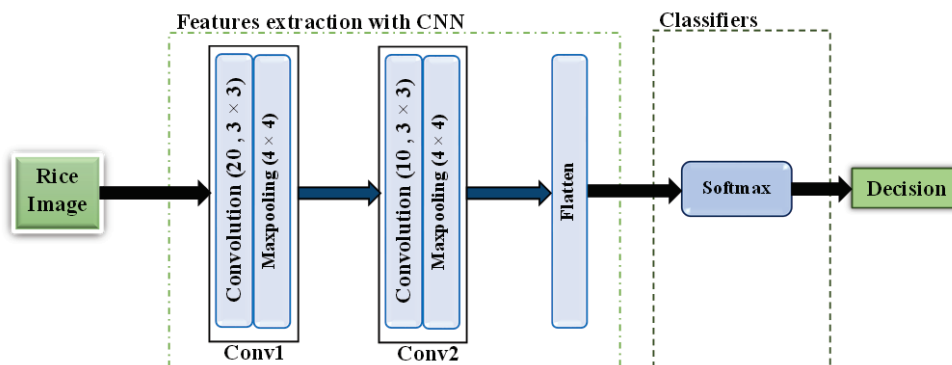 Features extraction with CNN
Classifiers
Rice
Image
Convolution (20 , 3 × 3)
Maxpooling (4 × 4)
Conv1
Convolution (10 , 3 × 3)
Maxpooling (4 × 4)
Conv2
Flatten
Softmax
Decision